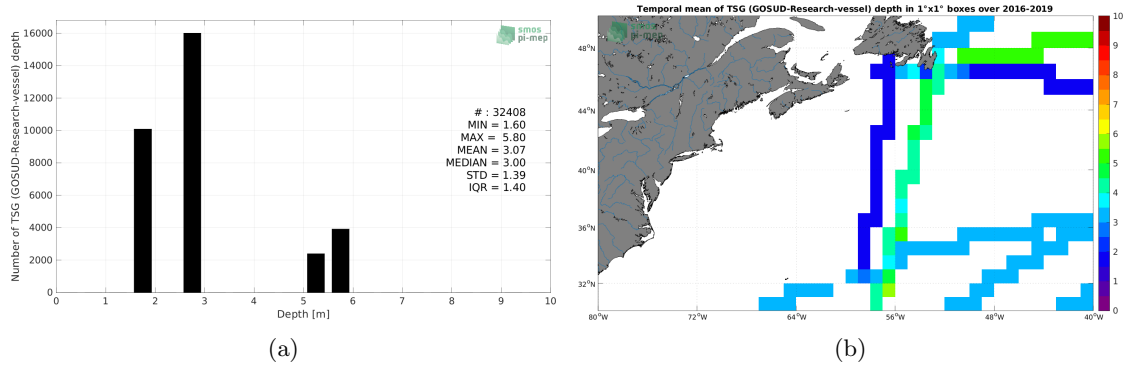 smos
pi-mep
Number of TSG (GOSUD-Research-vessel) depth
16000
14000
12000
10000
8000
6000
4000
2000
0
# : 32408
MIN = 1.60
MAX = 5.80
MEAN = 3.07
MEDIAN = 3.00
STD = 1.39
IQR = 1.40
0 1 2 3 4 5 6 7 8 9 10
Depth [m]
(a)
Temporal mean of TSG (GOSUD-Research-vessel) depth in 1°x1° boxes over 2016-2019
smos
pi-mep
48°N
44°N
40°N
36°N
32°N
80°W 72°W 64°W 56°W 48°W 40°W
10
9
8
7
6
5
4
3
2
1
0
(b)